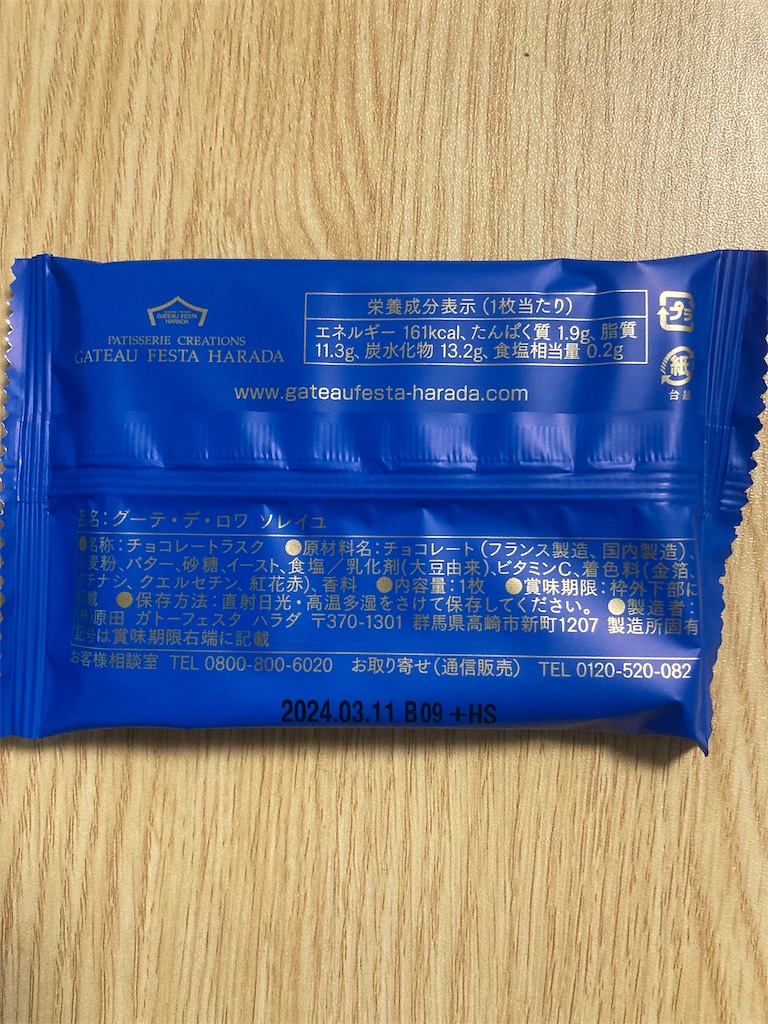 GATEAU FESTA
HARADA
PATISSERIE CREATIONS
GATEAU FESTA HARADA
栄養成分表示 (1枚当たり)
エネルギー 161kcal、たんぱく質 1.9g、脂質
11.3g、炭水化物 13.2g、食塩相当量 0.2g
プラ
紙
台紙
www.gateaufesta-harada.com
品名:グーテ・デ・ロワ ソレイユ
●名称:チョコレートラスク ●原材料名:チョコレート(フランス製造、国内製造)、
小麦粉、バター、砂糖、イースト、食塩/乳化剤(大豆由来)、ビタミンC、着色料(金箔、
クチナシ、クエルセチン、紅花赤)、香料 ●内容量:1枚 ●賞味期限:枠外下部に
記載 ●保存方法:直射日光・高温多湿をさけて保存してください。 ●製造者:
㈱原田 ガトーフェスタ ハラダ 〒370-1301 群馬県高崎市新町1207 製造所固有
記号は賞味期限右端に記載
お客様相談室 TEL 0800-800-6020 お取り寄せ(通信販売) TEL 0120-520-082
2024.03.11 B09 +HS